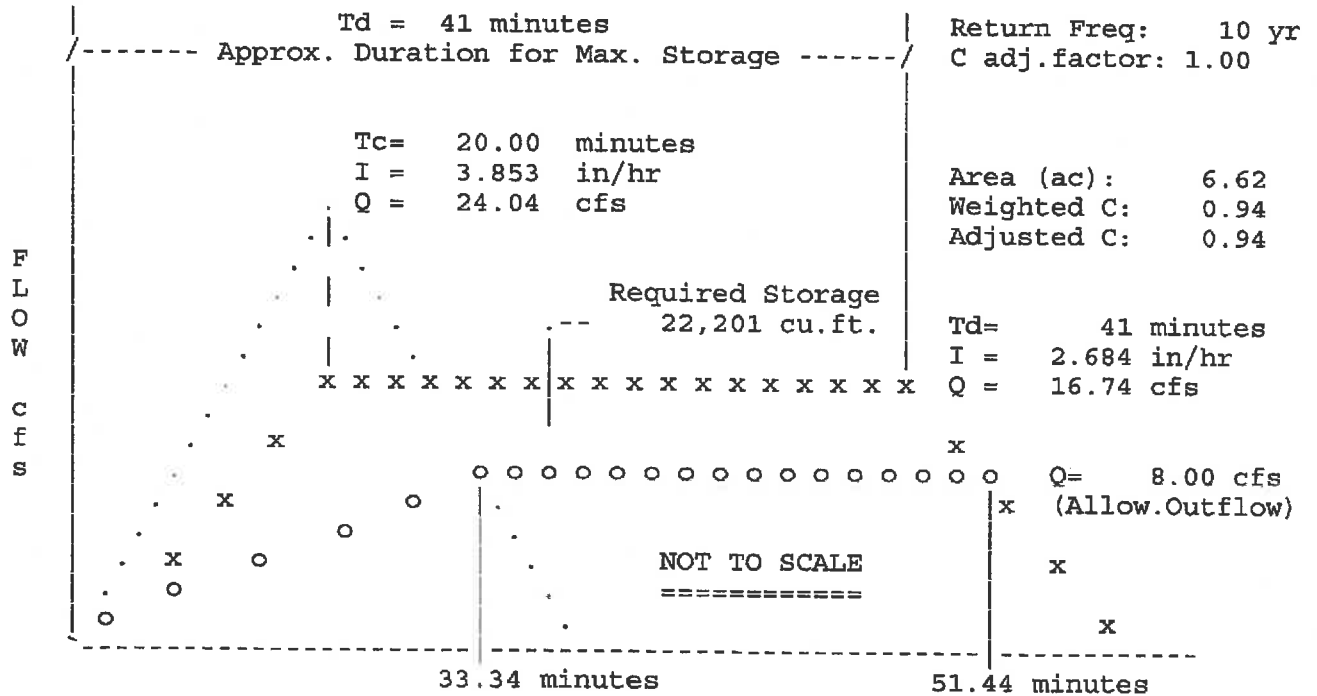 Td = 41 minutes
/------- Approx. Duration for Max. Storage ------/
Return Freq: 10 yr
C adj.factor: 1.00
Tc= 20.00 minutes
I = 3.853 in/hr
Q = 24.04 cfs
Area (ac): 6.62
Weighted C: 0.94
Adjusted C: 0.94
FLOW cfs
Required Storage
22,201 cu.ft.
Td= 41 minutes
I = 2.684 in/hr
Q = 16.74 cfs
x x x x x x x x x x x x x x x x x x
Q= 8.00 cfs
(Allow.Outflow)
o o o o o o o o o o o o o o o o
NOT TO SCALE
============
33.34 minutes
51.44 minutes